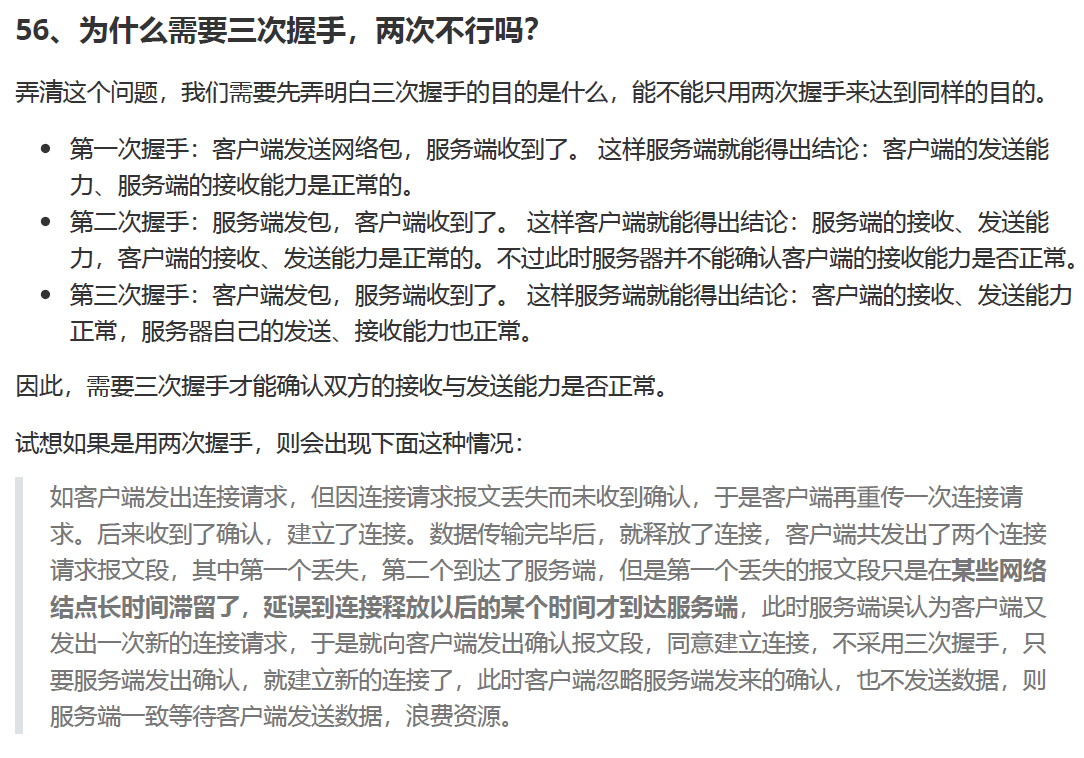 56、为什么需要三次握手，两次不行吗？
弄清这个问题，我们需要先弄明白三次握手的目的是什么，能不能只用两次握手来达到同样的目的。
第一次握手：客户端发送网络包，服务端收到了。 这样服务端就能得出结论：客户端的发送能
力、服务端的接收能力是正常的。
第二次握手：服务端发包，客户端收到了。 这样客户端就能得出结论：服务端的接收、发送能
力，客户端的接收、发送能力是正常的。不过此时服务器并不能确认客户端的接收能力是否正常。
第三次握手：客户端发包，服务端收到了。 这样服务端就能得出结论：客户端的接收、发送能力
正常，服务器自己的发送、接收能力也正常。
因此，需要三次握手才能确认双方的接收与发送能力是否正常。
试想如果是用两次握手，则会出现下面这种情况：
如客户端发出连接请求，但因连接请求报文丢失而未收到确认，于是客户端再重传一次连接请
求。后来收到了确认，建立了连接。数据传输完毕后，就释放了连接，客户端共发出了两个连接
请求报文段，其中第一个丢失，第二个到达了服务端，但是第一个丢失的报文段只是在某些网络
结点长时间滞留了，延误到连接释放以后的某个时间才到达服务端，此时服务端误认为客户端又
发出一次新的连接请求，于是就向客户端发出确认报文段，同意建立连接，不采用三次握手，只
要服务端发出确认，就建立新的连接了，此时客户端忽略服务端发来的确认，也不发送数据，则
服务端一致等待客户端发送数据，浪费资源。